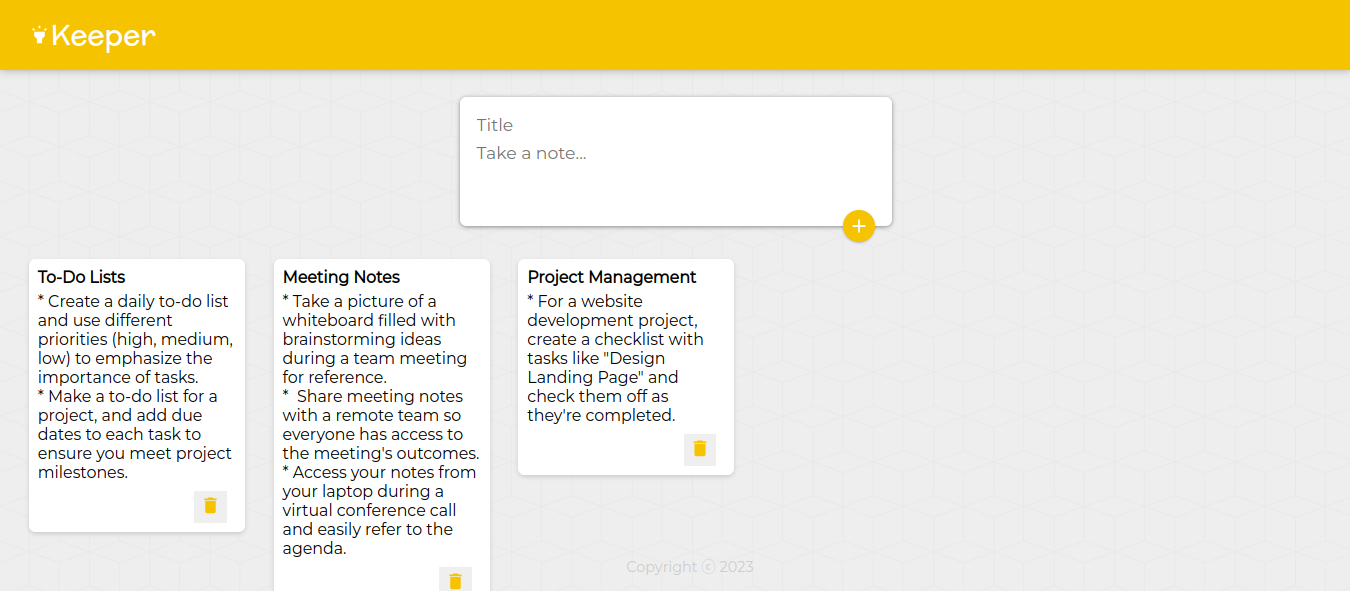 Keeper
Title
Take a note...
To-Do Lists
* Create a daily to-do list
and use different
priorities (high, medium,
low) to emphasize the
importance of tasks.
* Make a to-do list for a
project, and add due
dates to each task to
ensure you meet project
milestones.
Meeting Notes
* Take a picture of a
whiteboard filled with
brainstorming ideas
during a team meeting
for reference.
*  Share meeting notes
with a remote team so
everyone has access to
the meeting's outcomes.
* Access your notes from
your laptop during a
virtual conference call
and easily refer to the
agenda.
Project Management
* For a website
development project,
create a checklist with
tasks like "Design
Landing Page" and
check them off as
they're completed.
Copyright ⓒ 2023